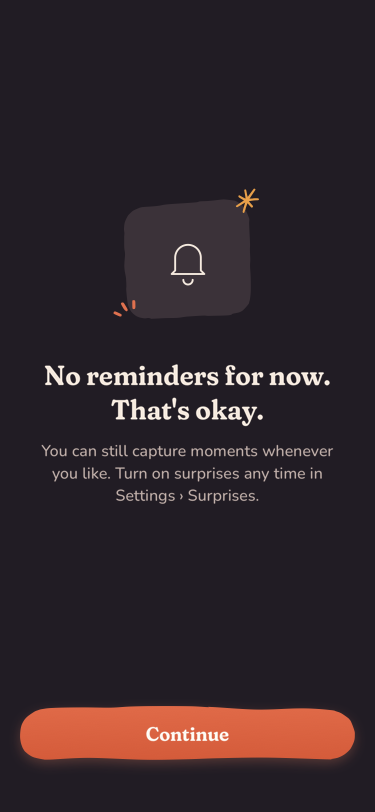 No reminders for now.
That's okay.
You can still capture moments whenever
you like. Turn on surprises any time in
Settings › Surprises.
Continue